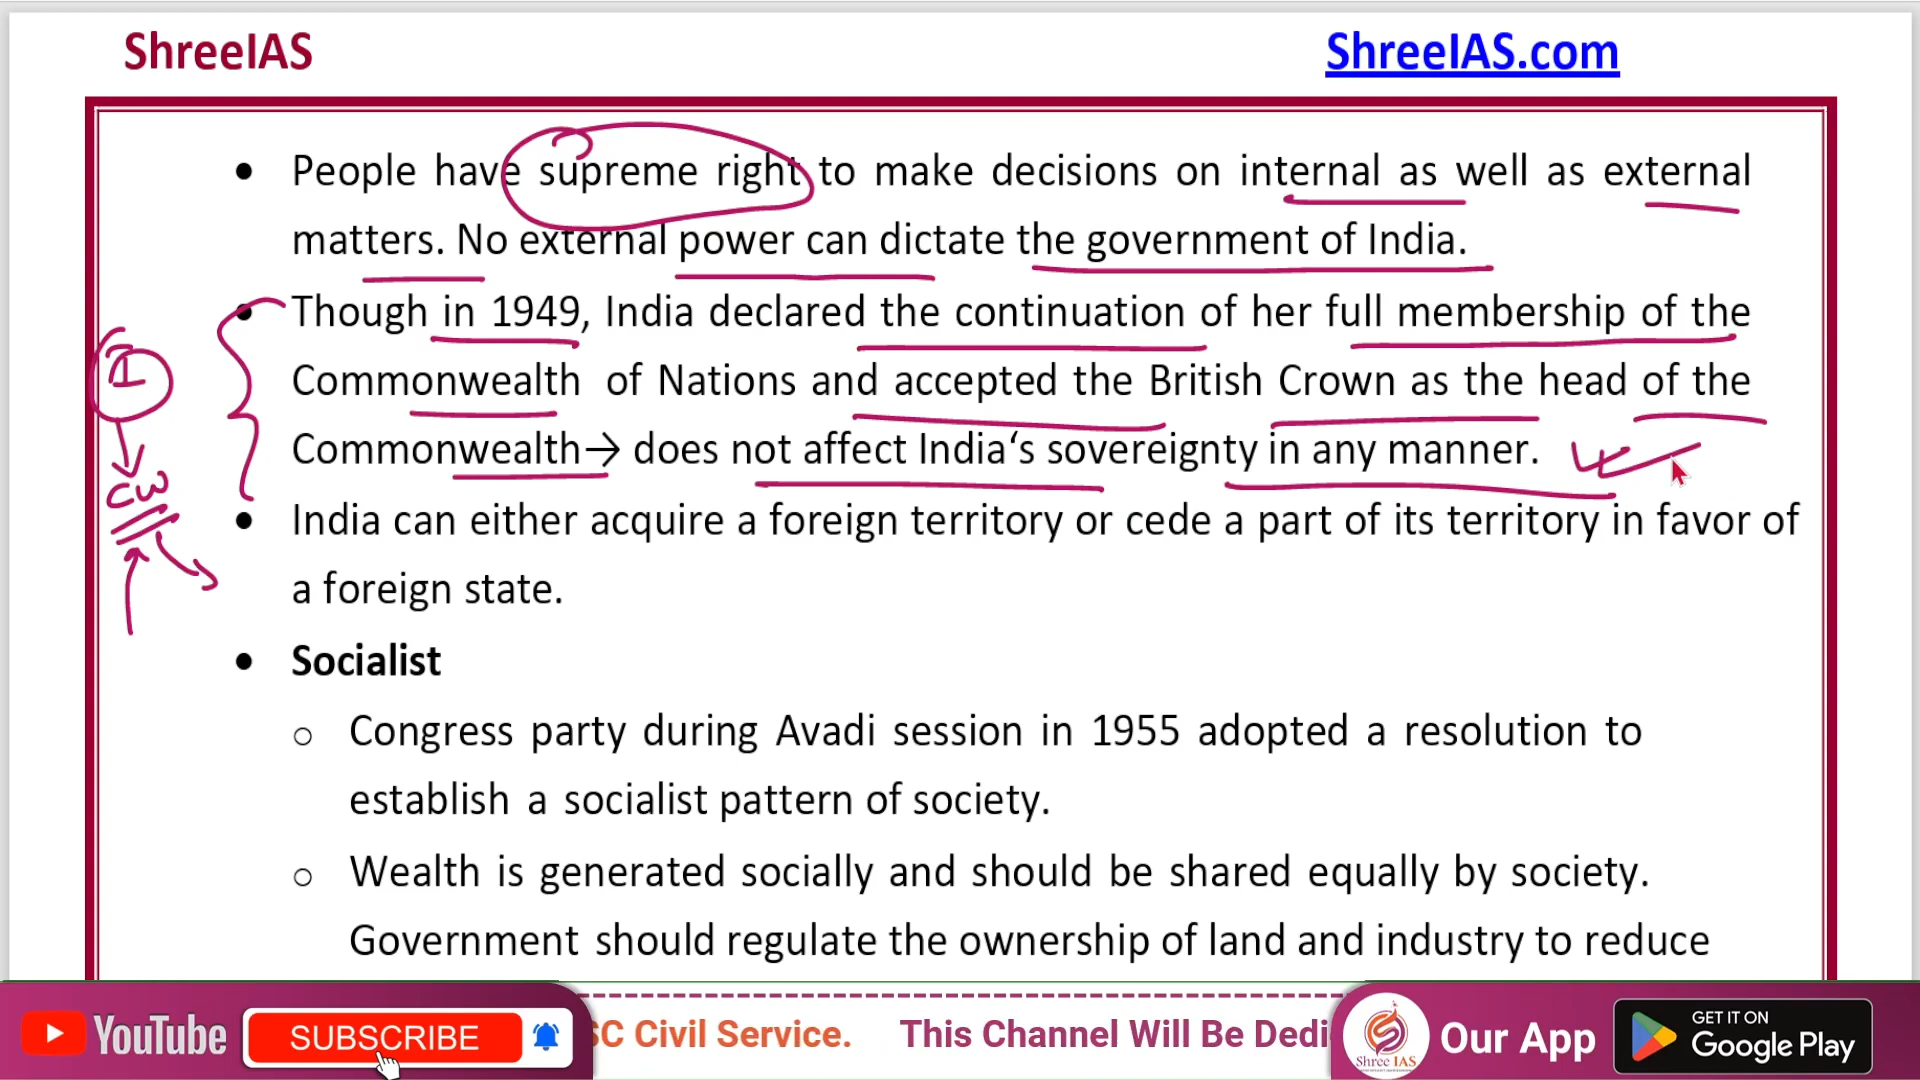 ShreeIAS
ShreeIAS.com
• People have supreme right to make decisions on internal as well as external
matters. No external power can dictate the government of India.
• Though in 1949, India declared the continuation of her full membership of the
Commonwealth of Nations and accepted the British Crown as the head of the
Commonwealth→ does not affect India‘s sovereignty in any manner.
I
CW
• India can either acquire a foreign territory or cede a part of its territory in favor of
a foreign state.
• Socialist
o Congress party during Avadi session in 1955 adopted a resolution to
establish a socialist pattern of society.
o Wealth is generated socially and should be shared equally by society.
Government should regulate the ownership of land and industry to reduce
YouTube
SUBSCRIBE
SC Civil Service. This Channel Will Be Dedi
Shree IAS
Our App
GET IT ON
Google Play